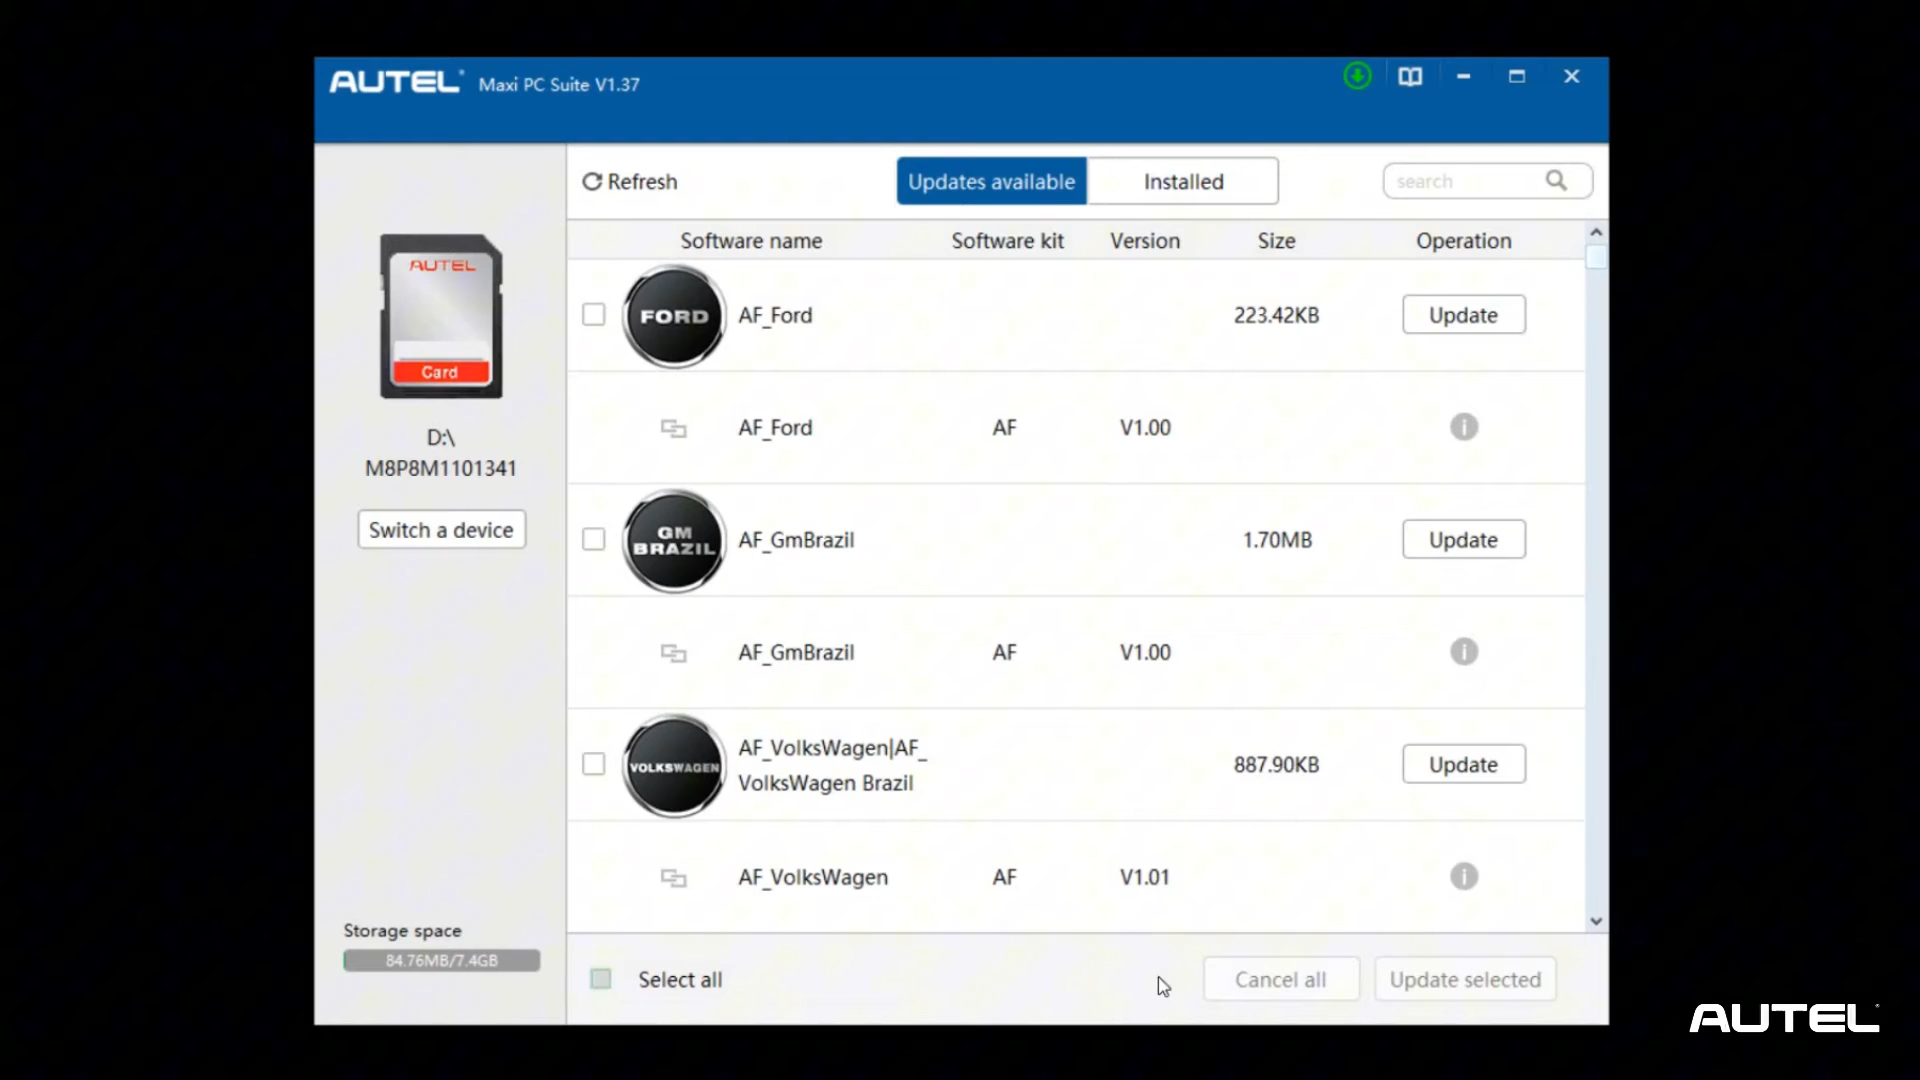 AUTEL Maxi PC Suite V1.37
Refresh
Updates available
Installed
search
Software name Software kit Version Size Operation
FORD AF_Ford 223.42KB Update
AF_Ford AF V1.00
GM
BRAZIL
AF_GmBrazil 1.70MB Update
AF_GmBrazil AF V1.00
VOLKSWAGEN
AF_VolksWagen|AF_
VolksWagen Brazil
887.90KB Update
AF_VolksWagen AF V1.01
AUTEL
Card
D:\
M8P8M1101341
Switch a device
Storage space
84.76MB/7.4GB
Select all
Cancel all
Update selected
AUTEL